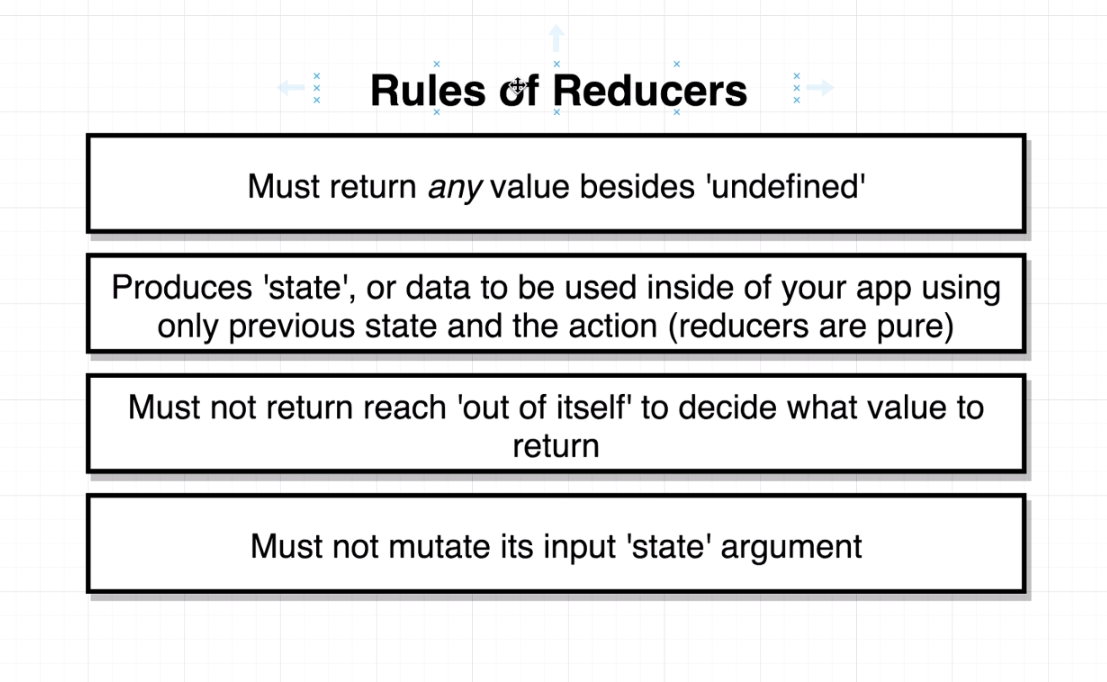 Rules of Reducers
Must return any value besides 'undefined'
Produces 'state', or data to be used inside of your app using
only previous state and the action (reducers are pure)
Must not return reach 'out of itself' to decide what value to
return
Must not mutate its input 'state' argument